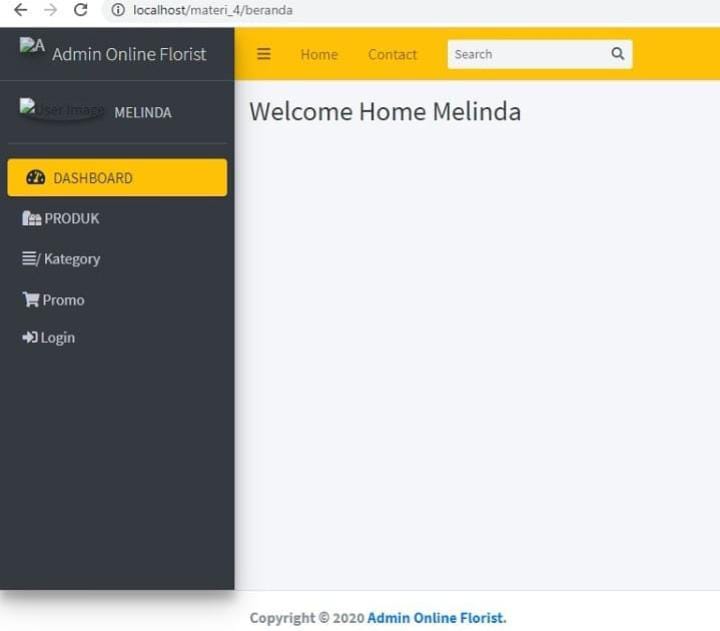 localhost/materi_4/beranda
A Admin Online Florist
Home Contact Search
User Image MELINDA
Welcome Home Melinda
DASHBOARD
PRODUK
/ Kategory
Promo
Login
Copyright © 2020 Admin Online Florist.